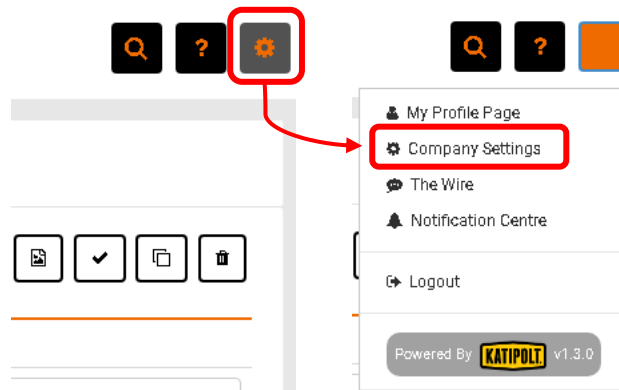 ?
?
My Profile Page
Company Settings
The Wire
Notification Centre
Logout
Powered By KATIPOLT. v1.3.0